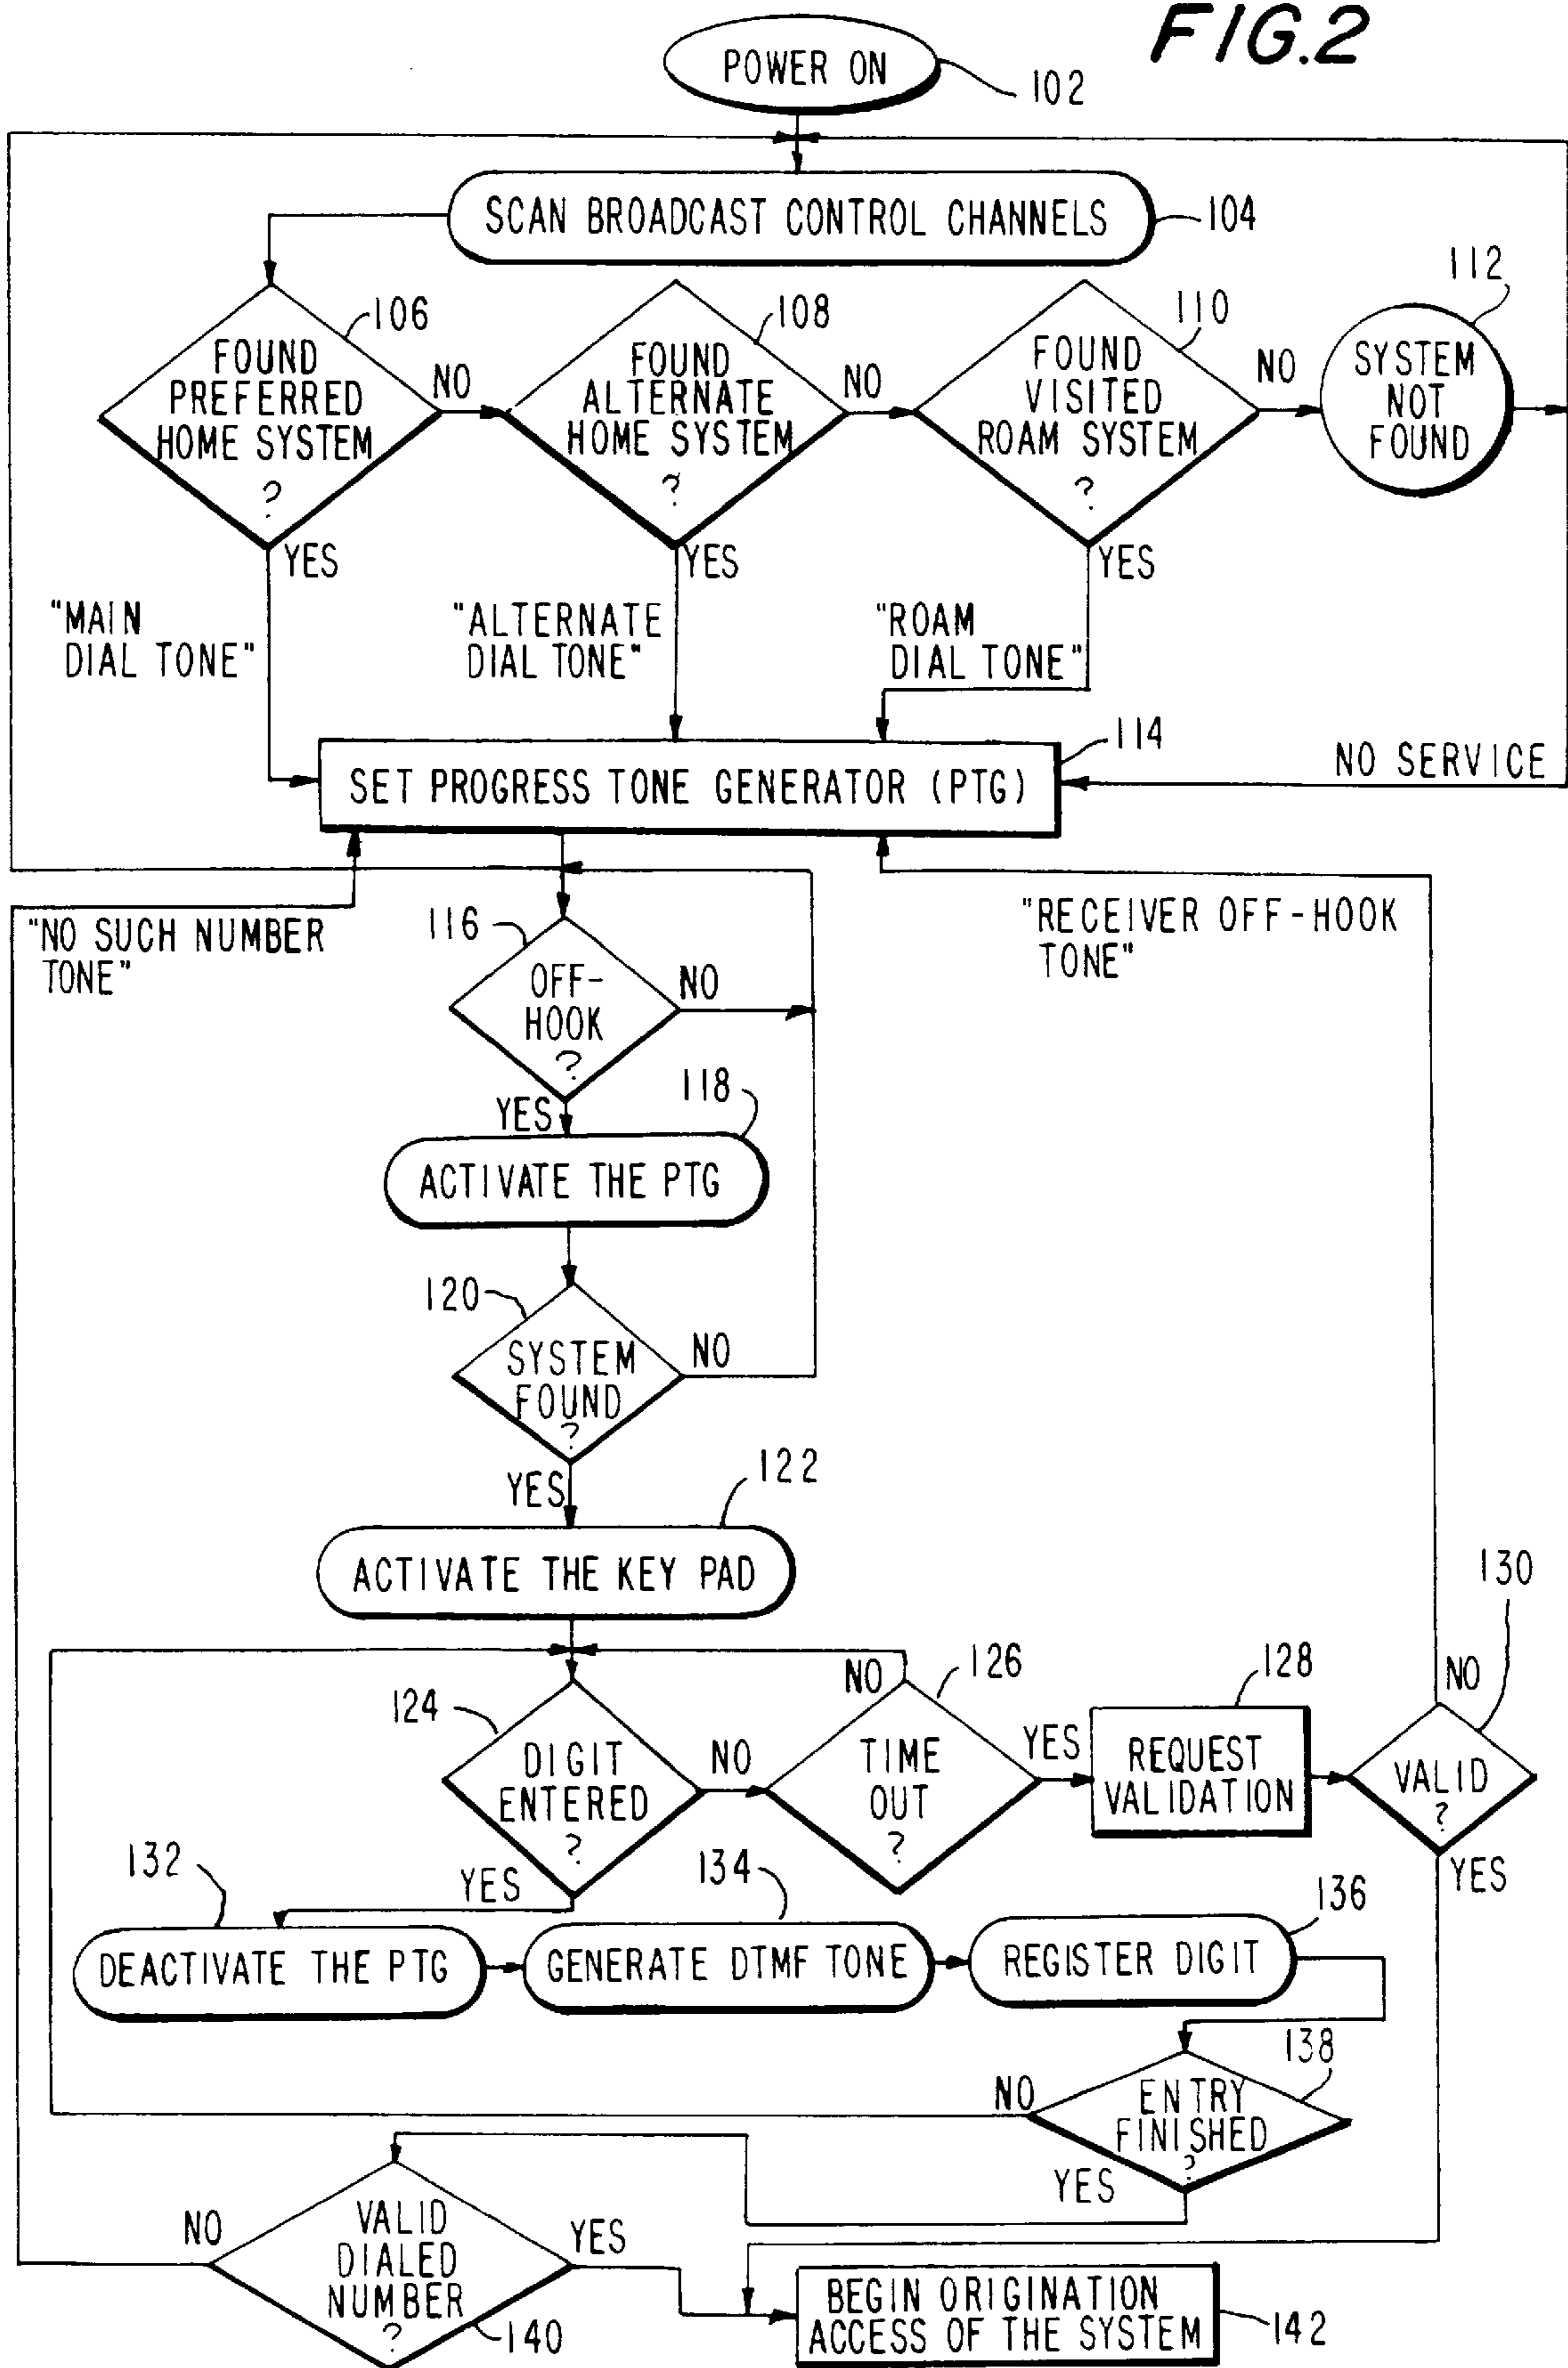 FIG.2
POWER ON
102
SCAN BROADCAST CONTROL CHANNELS
104
112
106
108
110
FOUND
PREFERRED
HOME SYSTEM
?
NO
FOUND
ALTERNATE
HOME SYSTEM
?
NO
FOUND
VISITED
ROAM SYSTEM
?
NO
SYSTEM
NOT
FOUND
YES
YES
YES
"MAIN
DIAL TONE"
"ALTERNATE
DIAL TONE"
"ROAM
DIAL TONE"
114
NO SERVICE
SET PROGRESS TONE GENERATOR (PTG)
"NO SUCH NUMBER
TONE"
"RECEIVER OFF-HOOK
TONE"
116
OFF-
HOOK
?
NO
YES
118
ACTIVATE THE PTG
120
SYSTEM
FOUND
?
NO
YES
122
ACTIVATE THE KEY PAD
124
DIGIT
ENTERED
?
NO
NO
126
TIME
OUT
?
YES
128
REQUEST
VALIDATION
130
NO
VALID
?
YES
YES
132
DEACTIVATE THE PTG
134
GENERATE DTMF TONE
136
REGISTER DIGIT
138
NO
ENTRY
FINISHED
?
YES
NO
VALID
DIALED
NUMBER
?
YES
140
BEGIN ORIGINATION
ACCESS OF THE SYSTEM
142